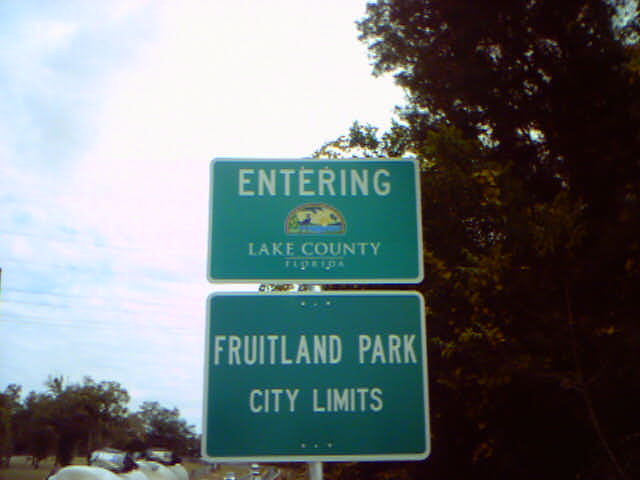 ENTERING
LAKE COUNTY
FLORIDA
FRUITLAND PARK
CITY LIMITS